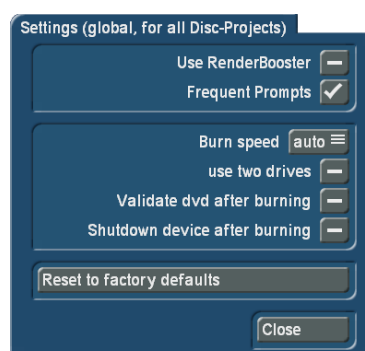 Settings (global, for all Disc-Projects)
Use RenderBooster
Frequent Prompts
Burn speed auto
use two drives
Validate dvd after burning
Shutdown device after burning
Reset to factory defaults
Close